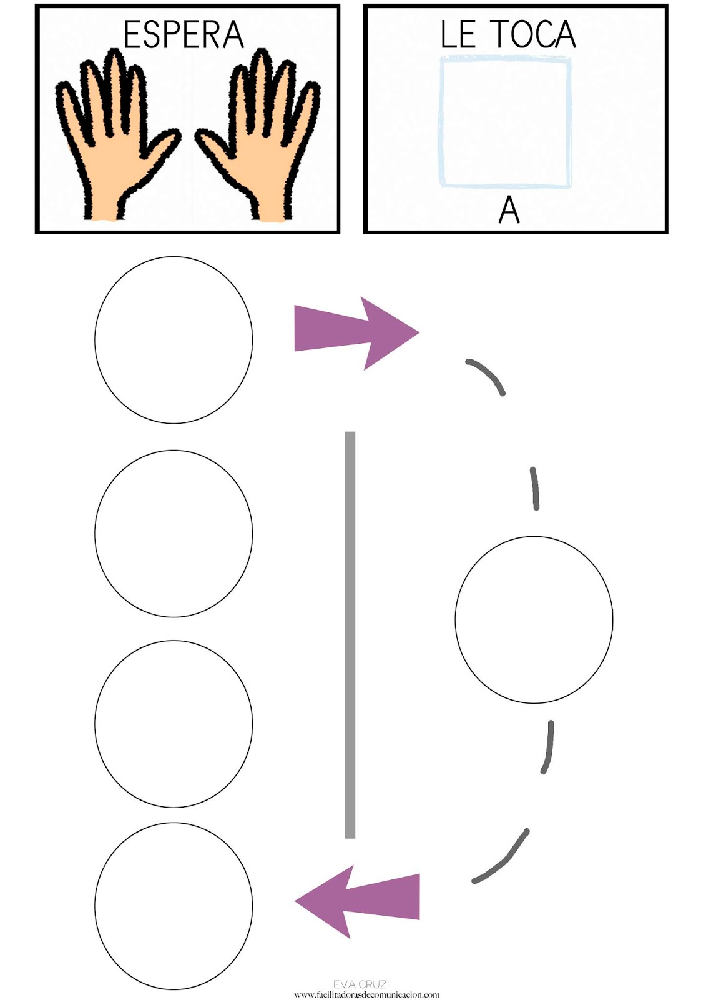 ESPERA
LE TOCA
A
EVA CRUZ
www.facilitadorasdecomunicacion.com